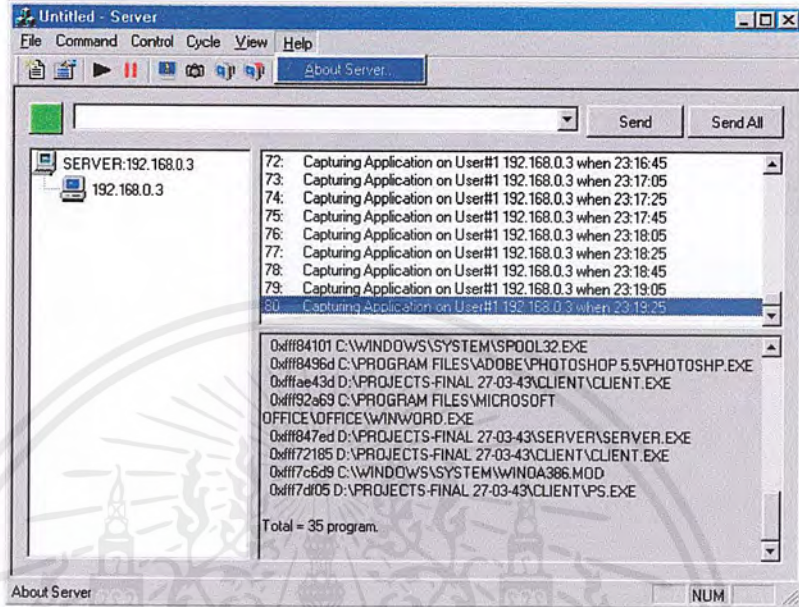 Untitled - Server
File Command Control Cycle View Help
About Server...
Send
Send All
SERVER:192.168.0.3
192.168.0.3
72: Capturing Application on User#1 192.168.0.3 when 23:16:45
73: Capturing Application on User#1 192.168.0.3 when 23:17:05
74: Capturing Application on User#1 192.168.0.3 when 23:17:25
75: Capturing Application on User#1 192.168.0.3 when 23:17:45
76: Capturing Application on User#1 192.168.0.3 when 23:18:05
77: Capturing Application on User#1 192.168.0.3 when 23:18:25
78: Capturing Application on User#1 192.168.0.3 when 23:18:45
79: Capturing Application on User#1 192.168.0.3 when 23:19:05
80: Capturing Application on User#1 192.168.0.3 when 23:19:25
0xfff84101 C:\WINDOWS\SYSTEM\SPOOL32.EXE
0xfff8496d C:\PROGRAM FILES\ADOBE\PHOTOSHOP 5.5\PHOTOSHP.EXE
0xfffae43d D:\PROJECTS-FINAL 27-03-43\CLIENT\CLIENT.EXE
0xfff92a69 C:\PROGRAM FILES\MICROSOFT
OFFICE\OFFICE\WINWORD.EXE
0xfff847ed D:\PROJECTS-FINAL 27-03-43\SERVER\SERVER.EXE
0xfff72185 D:\PROJECTS-FINAL 27-03-43\CLIENT\CLIENT.EXE
0xfff7c6d9 C:\WINDOWS\SYSTEM\WINOA386.MOD
0xfff7df05 D:\PROJECTS-FINAL 27-03-43\CLIENT\PS.EXE
Total = 35 program.
About Server
NUM